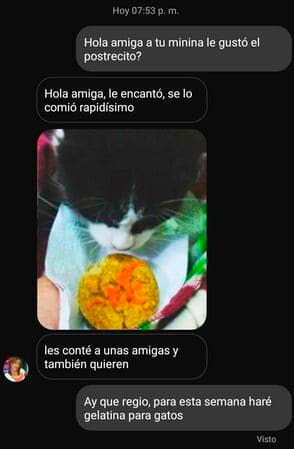 Hoy 07:53 p. m.
Hola amiga a tu minina le gustó el
postrecito?
Hola amiga, le encantó, se lo
comió rapidísimo
les conté a unas amigas y
también quieren
Ay que regio, para esta semana haré
gelatina para gatos
Visto